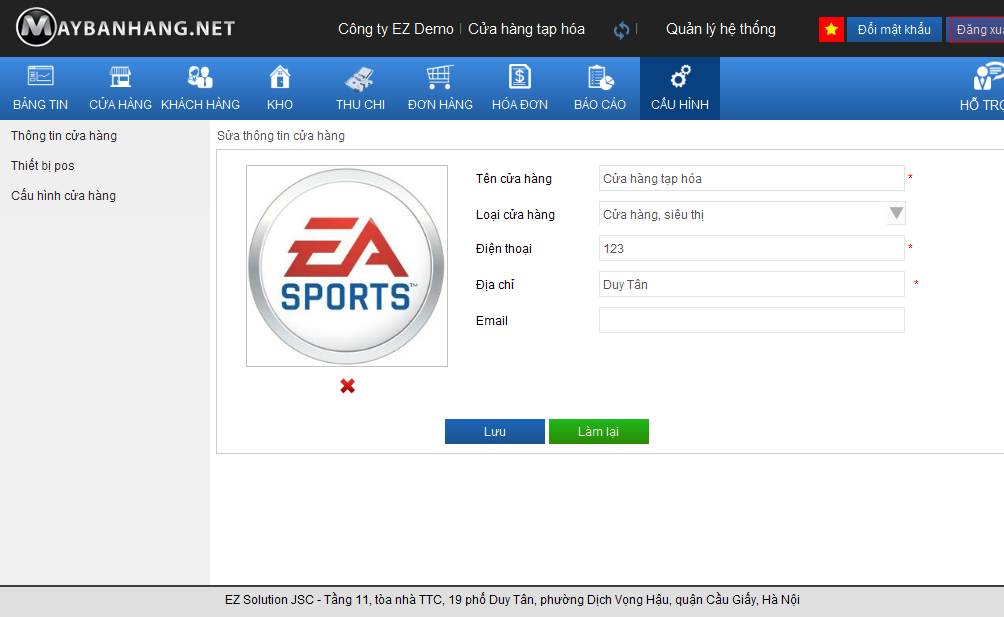 MAYBANHANG.NET
Công ty EZ Demo | Cửa hàng tạp hóa | Quản lý hệ thống
Đổi mật khẩu
Đăng xuấ
BẢNG TIN
CỬA HÀNG
KHÁCH HÀNG
KHO
THU CHI
ĐƠN HÀNG
HÓA ĐƠN
BÁO CÁO
CẤU HÌNH
HỖ TRỢ
Thông tin cửa hàng
Thiết bị pos
Cấu hình cửa hàng
Sửa thông tin cửa hàng
EA
SPORTS™
Tên cửa hàng Cửa hàng tạp hóa *
Loại cửa hàng Cửa hàng, siêu thị
Điện thoại 123 *
Địa chỉ Duy Tân *
Email
Lưu
Làm lại
EZ Solution JSC - Tầng 11, tòa nhà TTC, 19 phố Duy Tân, phường Dịch Vọng Hậu, quận Cầu Giấy, Hà Nội